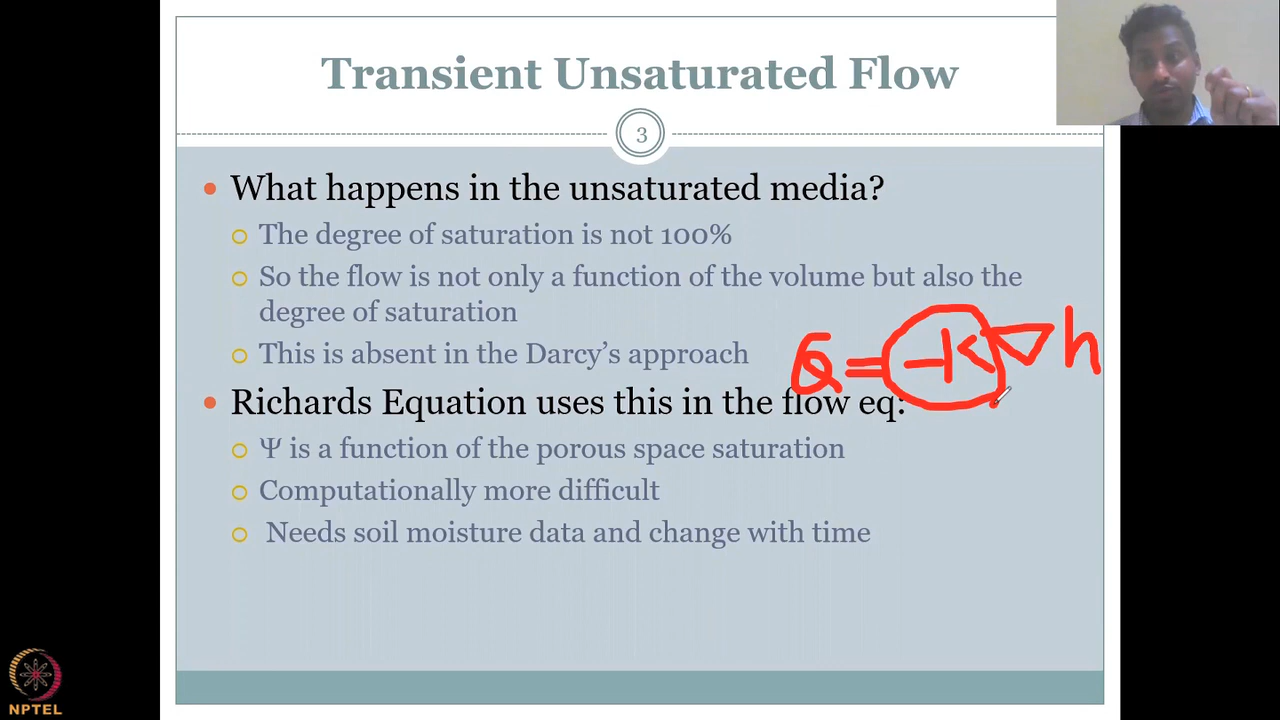 Transient Unsaturated Flow
3
• What happens in the unsaturated media?
o The degree of saturation is not 100%
o So the flow is not only a function of the volume but also the
degree of saturation
o This is absent in the Darcy's approach
Q = -K∇h
• Richards Equation uses this in the flow eq:
o Ψ is a function of the porous space saturation
o Computationally more difficult
o Needs soil moisture data and change with time
NPTEL